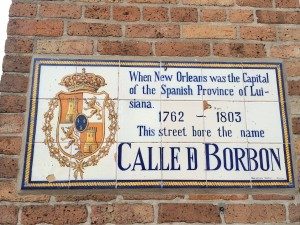 When New Orleans was the Capital
of the Spanish Province of Lui-
siana.
1762 – 1803
This street bore the name
CALLE D BORBON